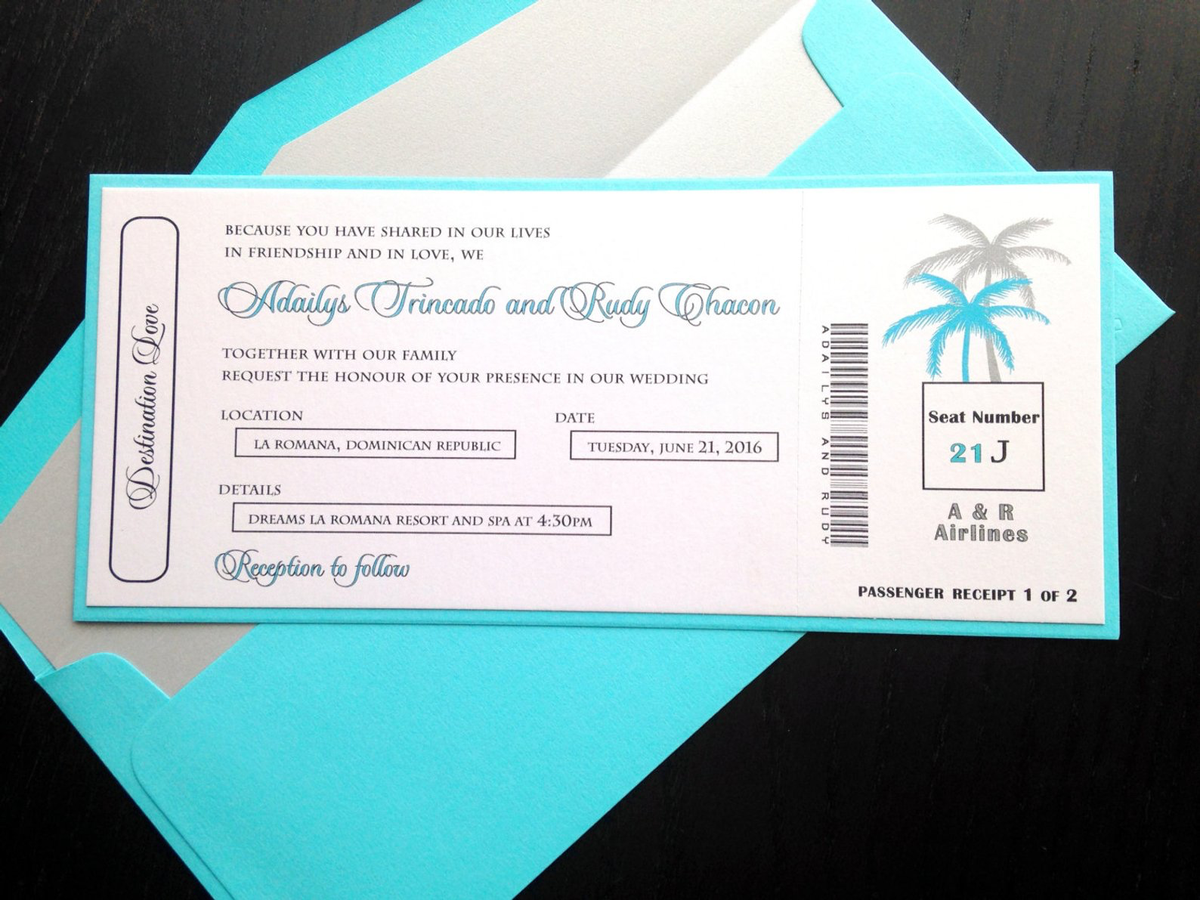 Destination Love
BECAUSE YOU HAVE SHARED IN OUR LIVES
IN FRIENDSHIP AND IN LOVE, WE
Adailys Trincado and Rudy Chacon
TOGETHER WITH OUR FAMILY
REQUEST THE HONOUR OF YOUR PRESENCE IN OUR WEDDING
LOCATION
LA ROMANA, DOMINICAN REPUBLIC
DATE
TUESDAY, JUNE 21, 2016
DETAILS
DREAMS LA ROMANA RESORT AND SPA AT 4:30PM
Reception to follow
ADAILYS AND RUDY
Seat Number
21J
A & R
Airlines
PASSENGER RECEIPT 1 OF 2